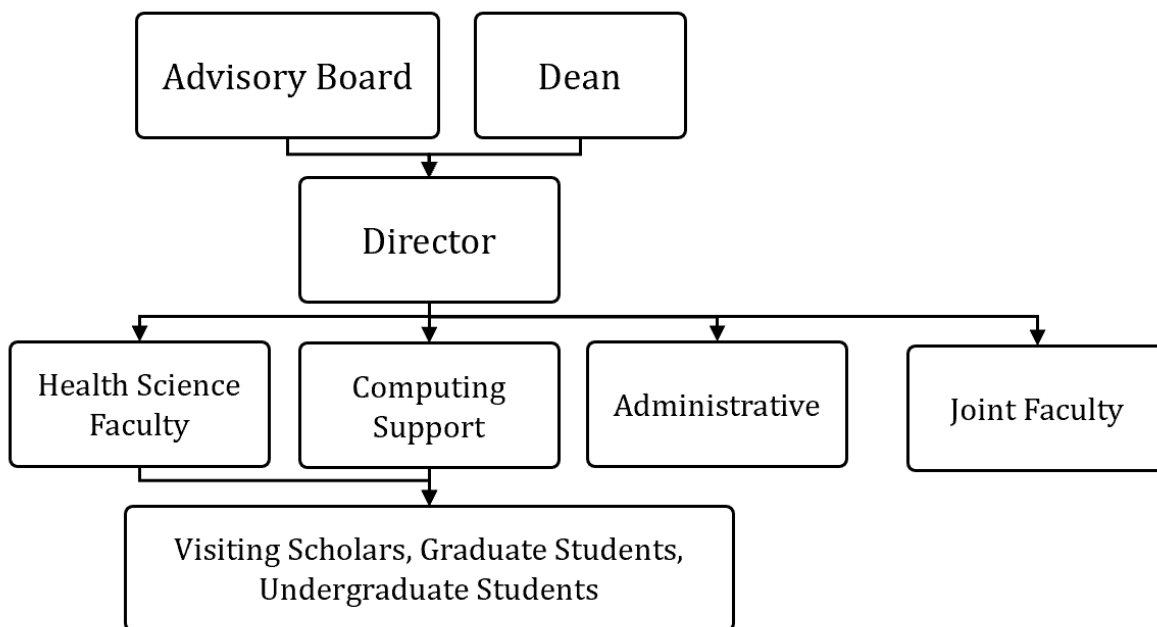 Advisory Board
Dean
Director
Health Science
Faculty
Computing
Support
Administrative
Joint Faculty
Visiting Scholars, Graduate Students,
Undergraduate Students